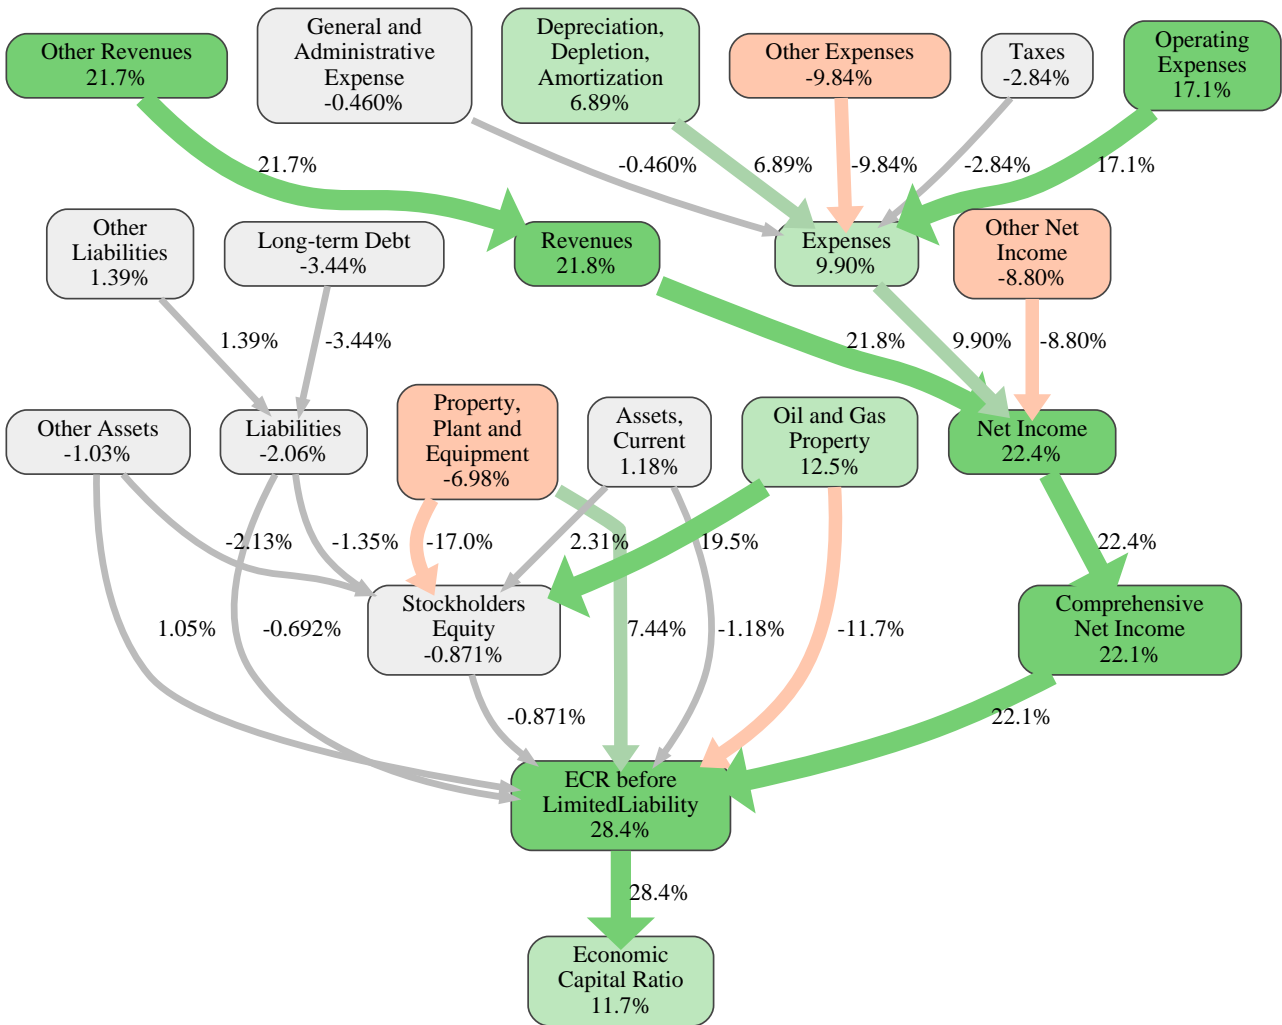 Other Revenues
21.7%
General and
Administrative
Expense
-0.460%
Depreciation,
Depletion,
Amortization
6.89%
Other Expenses
-9.84%
Taxes
-2.84%
Operating
Expenses
17.1%
21.7%
-0.460%
6.89%
-9.84%
-2.84%
17.1%
Other
Liabilities
1.39%
Long-term Debt
-3.44%
Revenues
21.8%
Expenses
9.90%
Other Net
Income
-8.80%
1.39%
-3.44%
21.8%
9.90%
-8.80%
Other Assets
-1.03%
Liabilities
-2.06%
Property,
Plant and
Equipment
-6.98%
Assets,
Current
1.18%
Oil and Gas
Property
12.5%
Net Income
22.4%
-2.13%
-1.35%
-17.0%
2.31%
19.5%
22.4%
Stockholders
Equity
-0.871%
Comprehensive
Net Income
22.1%
1.05%
-0.692%
7.44%
-1.18%
-11.7%
-0.871%
22.1%
ECR before
LimitedLiability
28.4%
28.4%
Economic
Capital Ratio
11.7%